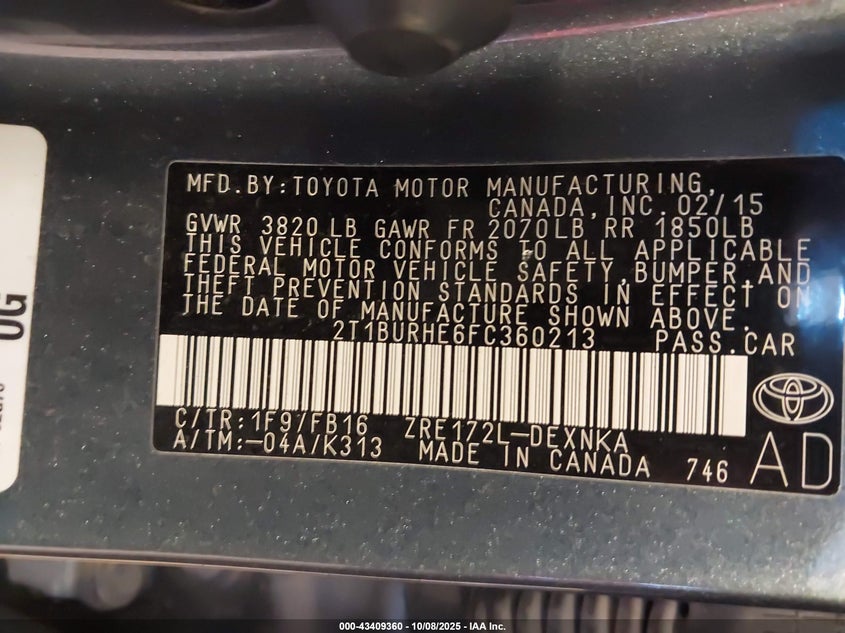 MFD.BY:TOYOTA MOTOR MANUFACTURING,
CANADA,INC. 02/15
GVWR 3820 LB GAWR FR 2070LB RR 1850LB
THIS VEHICLE CONFORMS TO ALL APPLICABLE
FEDERAL MOTOR VEHICLE SAFETY,BUMPER,AND
THEFT PREVENTION STANDARDS IN EFFECT ON
THE DATE OF MANUFACTURE SHOWN ABOVE.
2T1BURHE6FC360213 PASS.CAR
C/TR:1F9/FB16 ZRE172L-DEXNKA
A/TM:-04A/K313 MADE IN CANADA 746 AD
UG
000-43409360 - 10/08/2025 - IAA Inc.